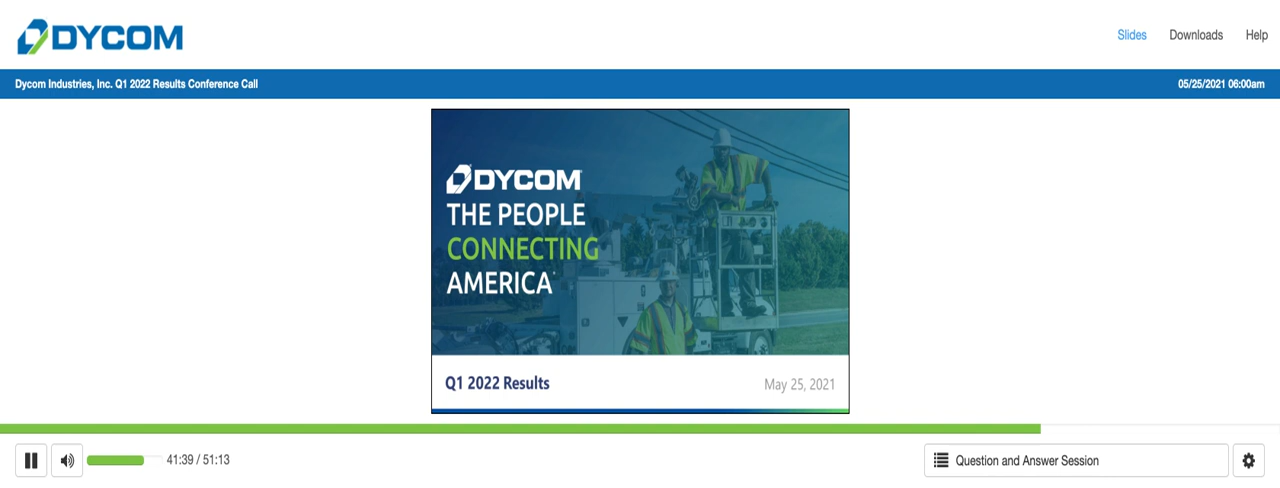 DYCOM
Slides Downloads Help
Dycom Industries, Inc. Q1 2022 Results Conference Call 05/25/2021 06:00am
DYCOM
THE PEOPLE
CONNECTING
AMERICA
Q1 2022 Results May 25, 2021
41:39 / 51:13 Question and Answer Session